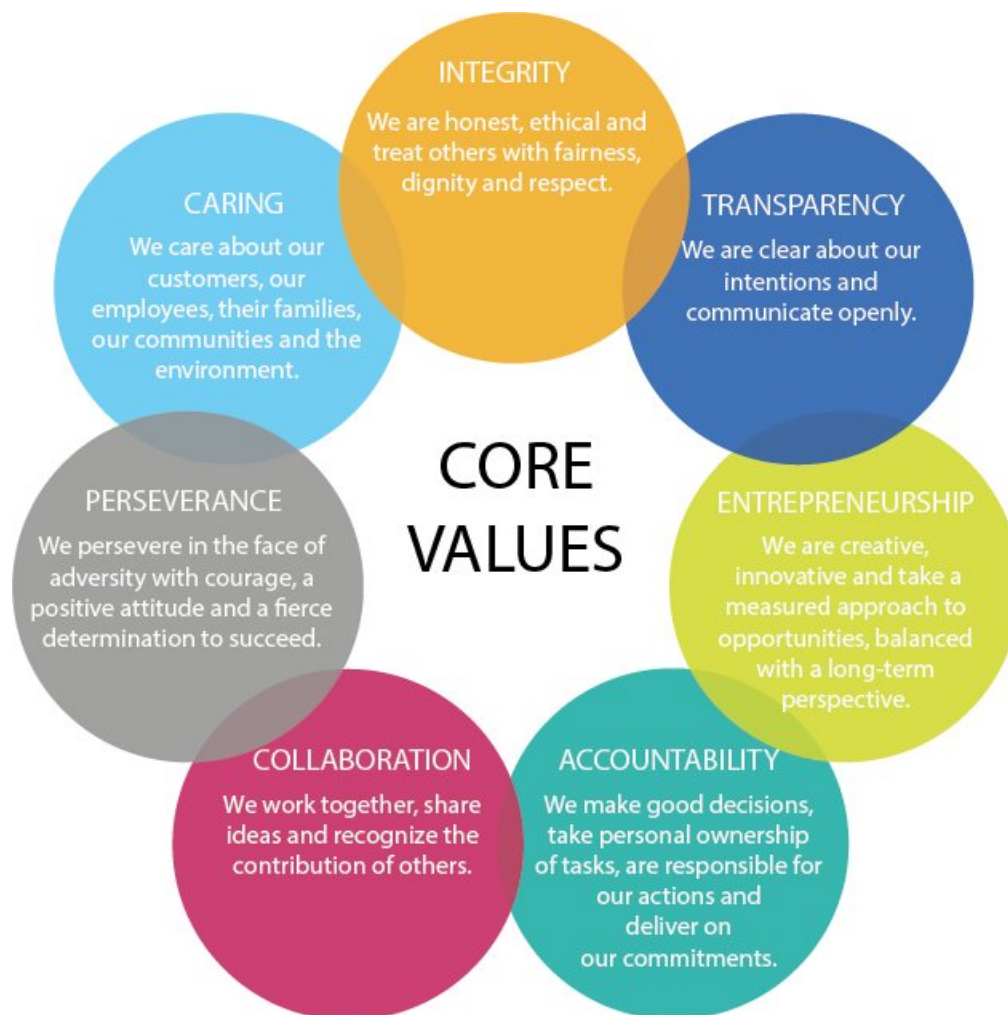 INTEGRITY
We are honest, ethical and
treat others with fairness,
dignity and respect.
TRANSPARENCY
We are clear about our
intentions and
communicate openly.
ENTREPRENEURSHIP
We are creative,
innovative and take a
measured approach to
opportunities, balanced
with a long-term
perspective.
ACCOUNTABILITY
We make good decisions,
take personal ownership
of tasks, are responsible for
our actions and
deliver on
our commitments.
COLLABORATION
We work together, share
ideas and recognize the
contribution of others.
PERSEVERANCE
We persevere in the face of
adversity with courage, a
positive attitude and a fierce
determination to succeed.
CARING
We care about our
customers, our
employees, their families,
our communities and the
environment.
CORE
VALUES